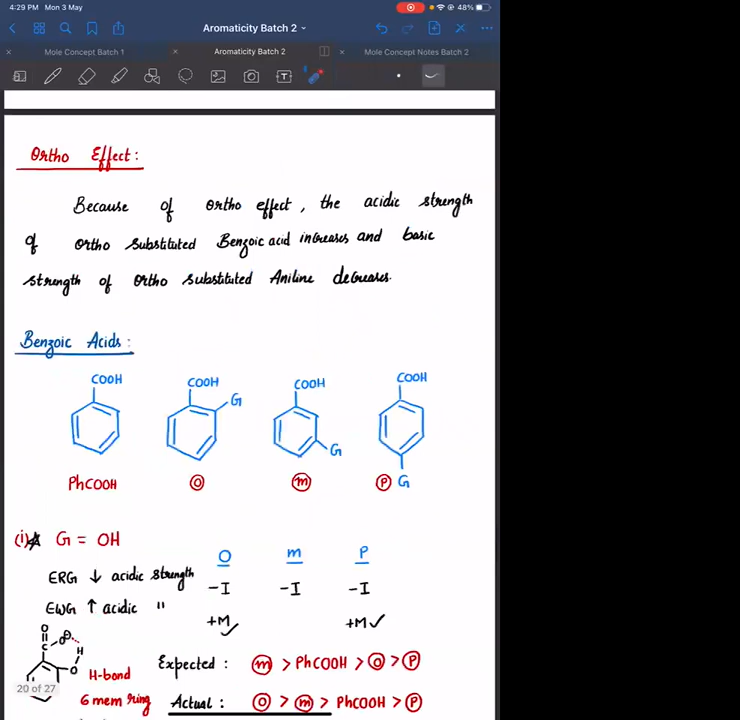 4:29 PM Mon 3 May
48%
Aromaticity Batch 2
Mole Concept Batch 1
Aromaticity Batch 2
Mole Concept Notes Batch 2
Ortho Effect:
Because of ortho effect, the acidic strength
of ortho substituted Benzoic acid increases and basic
strength of ortho substituted Aniline decreases.
Benzoic Acids:
COOH COOH COOH COOH
G
G
PhCOOH O m P G
(i) G = OH
O m P
ERG ↓ acidic strength -I -I -I
EWG ↑ acidic " +M ✓ +M ✓
O
C O⊖
H
O
H-bond
6 mem ring
Expected: m > PhCOOH > O > P
Actual: O > m > PhCOOH > P
20 of 27